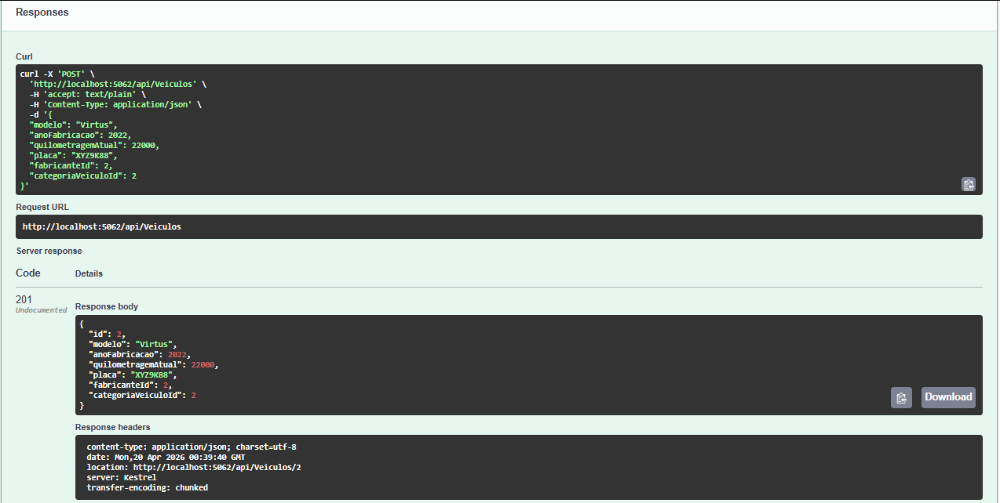 Responses
Curl
curl -X 'POST' \
  'http://localhost:5062/api/Veiculos' \
  -H 'accept: text/plain' \
  -H 'Content-Type: application/json' \
  -d '{
  "modelo": "Virtus",
  "anoFabricacao": 2022,
  "quilometragemAtual": 22000,
  "placa": "XYZ9K88",
  "fabricanteId": 2,
  "categoriaVeiculoId": 2
}'
Request URL
http://localhost:5062/api/Veiculos
Server response
Code Details
201
Undocumented
Response body
{
  "id": 2,
  "modelo": "Virtus",
  "anoFabricacao": 2022,
  "quilometragemAtual": 22000,
  "placa": "XYZ9K88",
  "fabricanteId": 2,
  "categoriaVeiculoId": 2
}
Download
Response headers
content-type: application/json; charset=utf-8
date: Mon,20 Apr 2026 00:39:40 GMT
location: http://localhost:5062/api/Veiculos/2
server: Kestrel
transfer-encoding: chunked